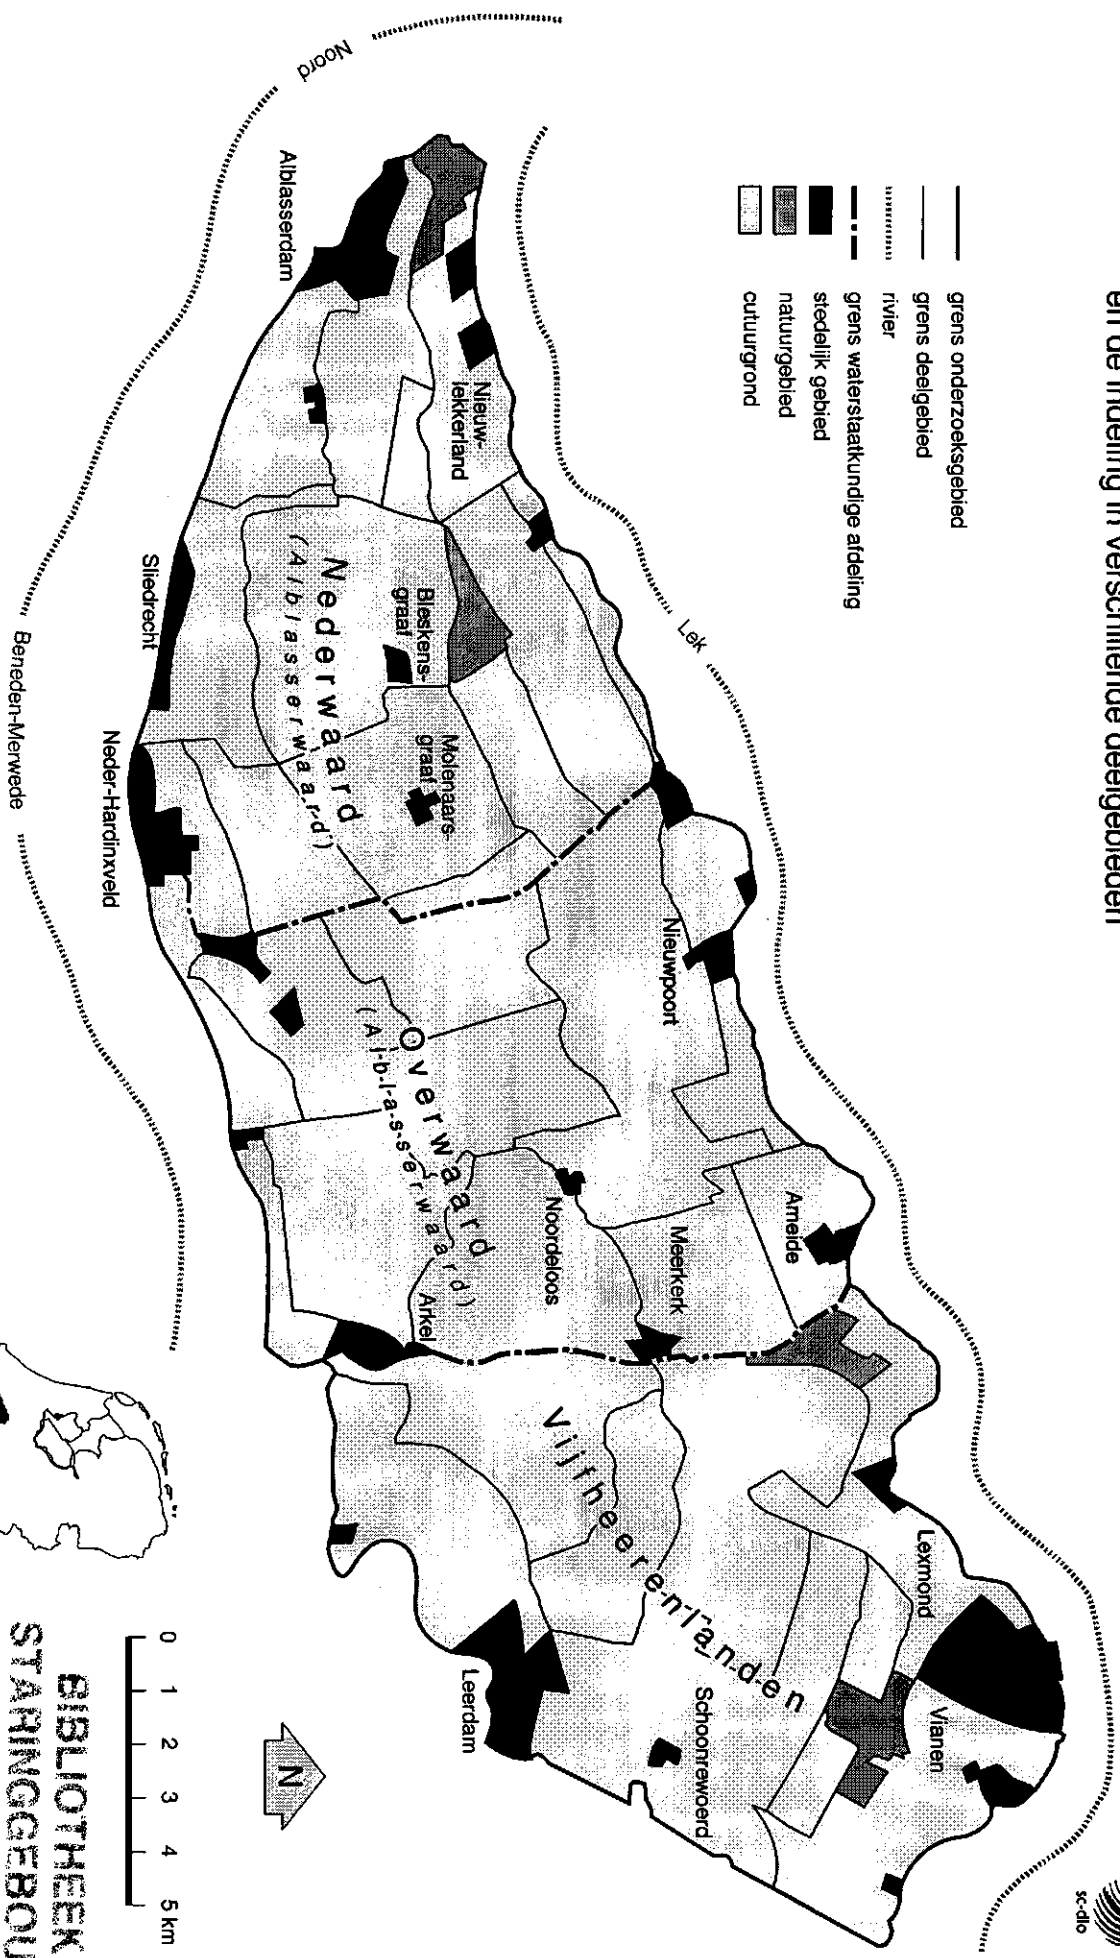 en de indeling in verschillende deelgebieden
grens onderzoeksgebied
grens deelgebied
rivier
grens waterstaatkundige afdeling
stedelijk gebied
natuurgebied
cutuurgrond
sc-dlo
Noord
Lek
Beneden-Merwede
Alblasserdam
Nieuw-
lekkerland
Bleskens-
graaf
Molenaars-
graaf
Nederwaard
(Alblasserwaard)
Sliedrecht
Neder-Hardinxveld
Nieuwpoort
Overwaard
(Alblasserwaard)
Ameide
Meerkerk
Noordeloos
Arkel
Vijfheerenlanden
Lexmond
Vianen
Schoonrewoerd
Leerdam
N
0 1 2 3 4 5 km
BIBLIOTHEEK
STARINGGEBOU